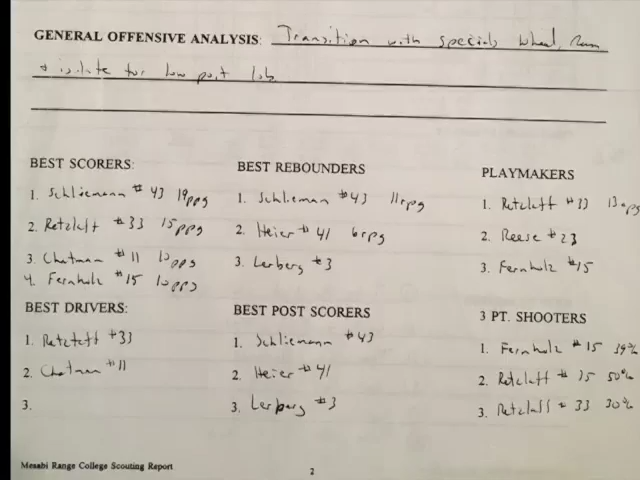 GENERAL OFFENSIVE ANALYSIS: Transition with specials Wheel, Ram
+ isolate for low post lob
BEST SCORERS:
1. Schliemann #43 19ppg
2. Retzlaff #33 15ppg
3. Chatman #11 10ppg
4. Fernholz #15 10ppg
BEST REBOUNDERS
1. Schlieman #43 11rpg
2. Heier #41 6rpg
3. Lerberg #3
PLAYMAKERS
1. Retzlaff #33 13apg
2. Reese #23
3. Fernholz #15
BEST DRIVERS:
1. Retzlaff #33
2. Chatman #11
3.
BEST POST SCORERS
1. Schliemann #43
2. Heier #41
3. Lerberg #3
3 PT. SHOOTERS
1. Fernholz #15 39%
2. Retzlaff #35 50%
3. Retzlaff #33 30%
Mesabi Range College Scouting Report
2